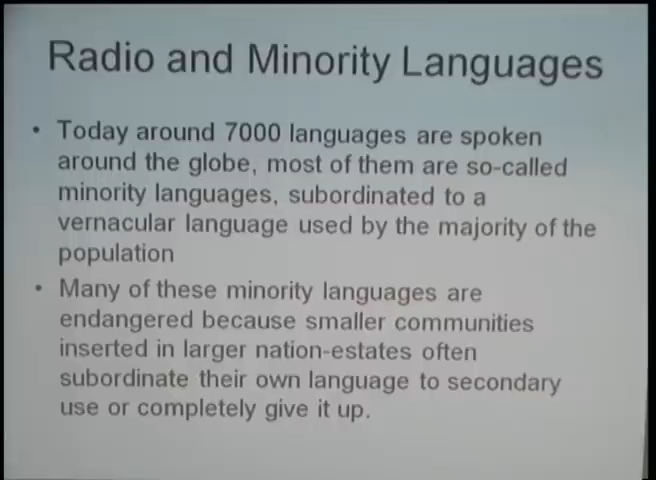 Radio and Minority Languages
• Today around 7000 languages are spoken
around the globe, most of them are so-called
minority languages, subordinated to a
vernacular language used by the majority of the
population
• Many of these minority languages are
endangered because smaller communities
inserted in larger nation-estates often
subordinate their own language to secondary
use or completely give it up.